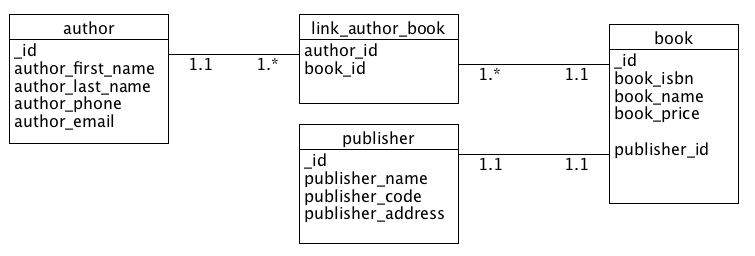 author
_id
author_first_name
author_last_name
author_phone
author_email
1.1
1.*
link_author_book
author_id
book_id
1.*
1.1
book
_id
book_isbn
book_name
book_price
publisher_id
publisher
_id
publisher_name
publisher_code
publisher_address
1.1
1.1